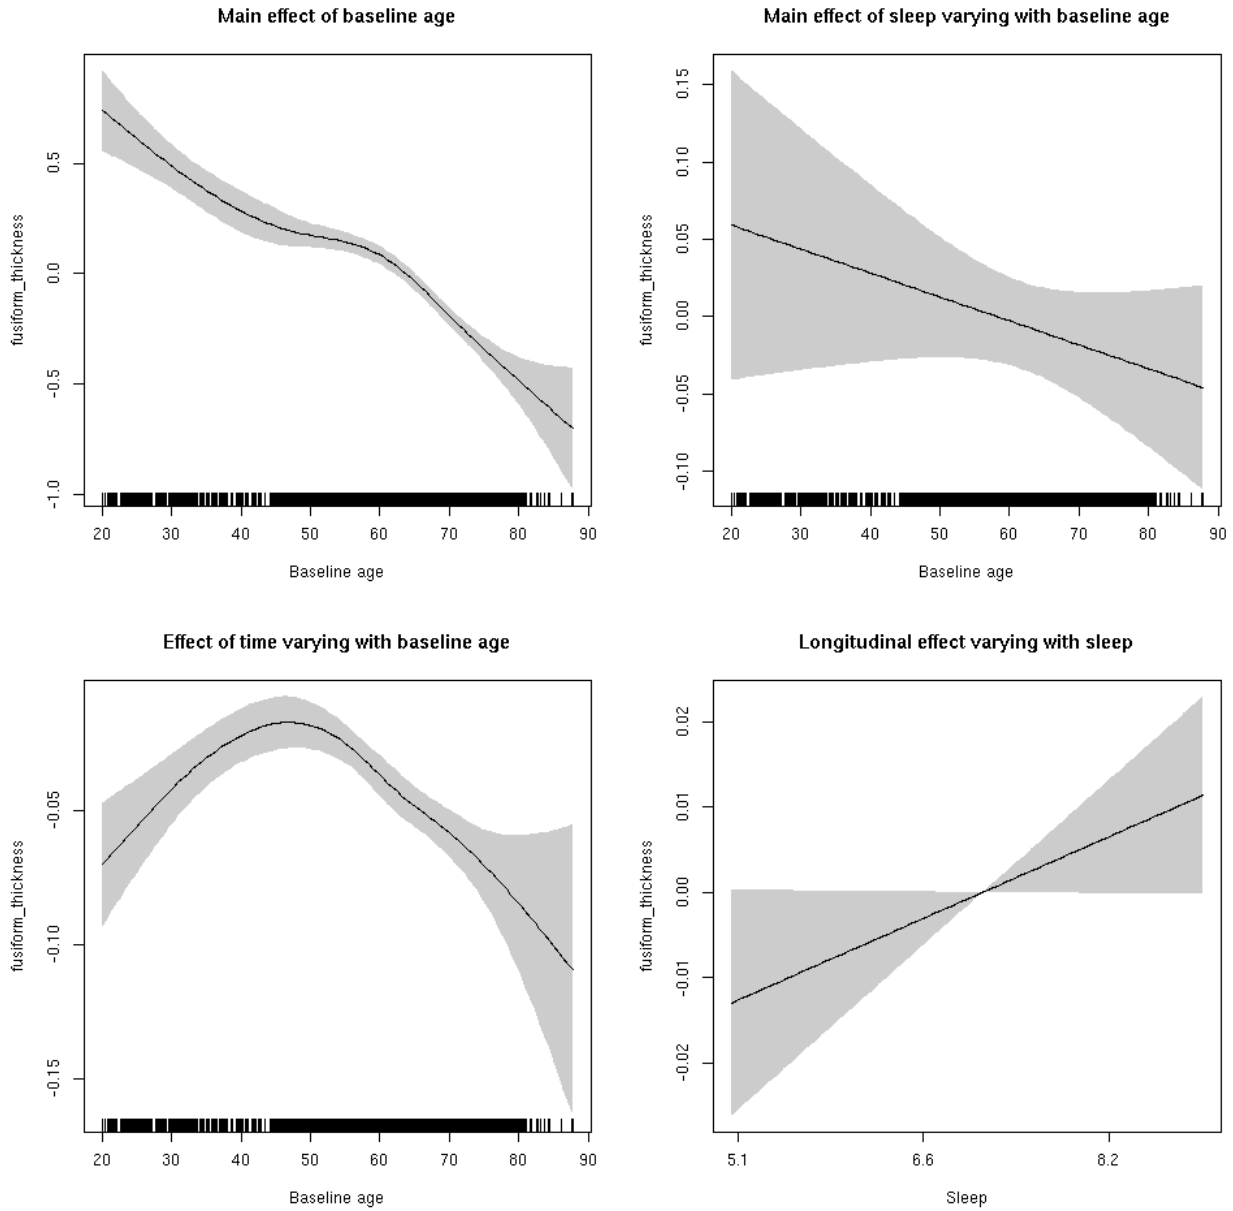 Main effect of baseline age
fusiform_thickness
0.5
0.0
-0.5
-1.0
20 30 40 50 60 70 80 90
Baseline age
Main effect of sleep varying with baseline age
fusiform_thickness
0.15
0.10
0.05
0.00
-0.05
-0.10
20 30 40 50 60 70 80 90
Baseline age
Effect of time varying with baseline age
fusiform_thickness
-0.05
-0.10
-0.15
20 30 40 50 60 70 80 90
Baseline age
Longitudinal effect varying with sleep
fusiform_thickness
0.02
0.01
0.00
-0.01
-0.02
5.1 6.6 8.2
Sleep